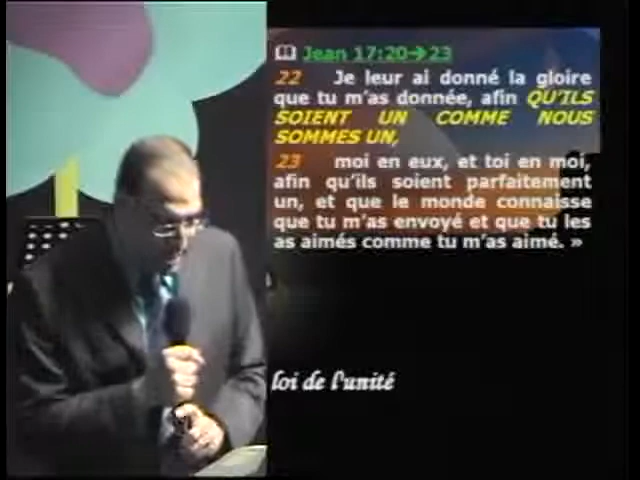 Jean 17:20➔23
22 Je leur ai donné la gloire
que tu m'as donnée, afin QU'ILS
SOIENT UN COMME NOUS
SOMMES UN,
23 moi en eux, et toi en moi,
afin qu'ils soient parfaitement
un, et que le monde connaisse
que tu m'as envoyé et que tu les
as aimés comme tu m'as aimé. »
loi de l'unité